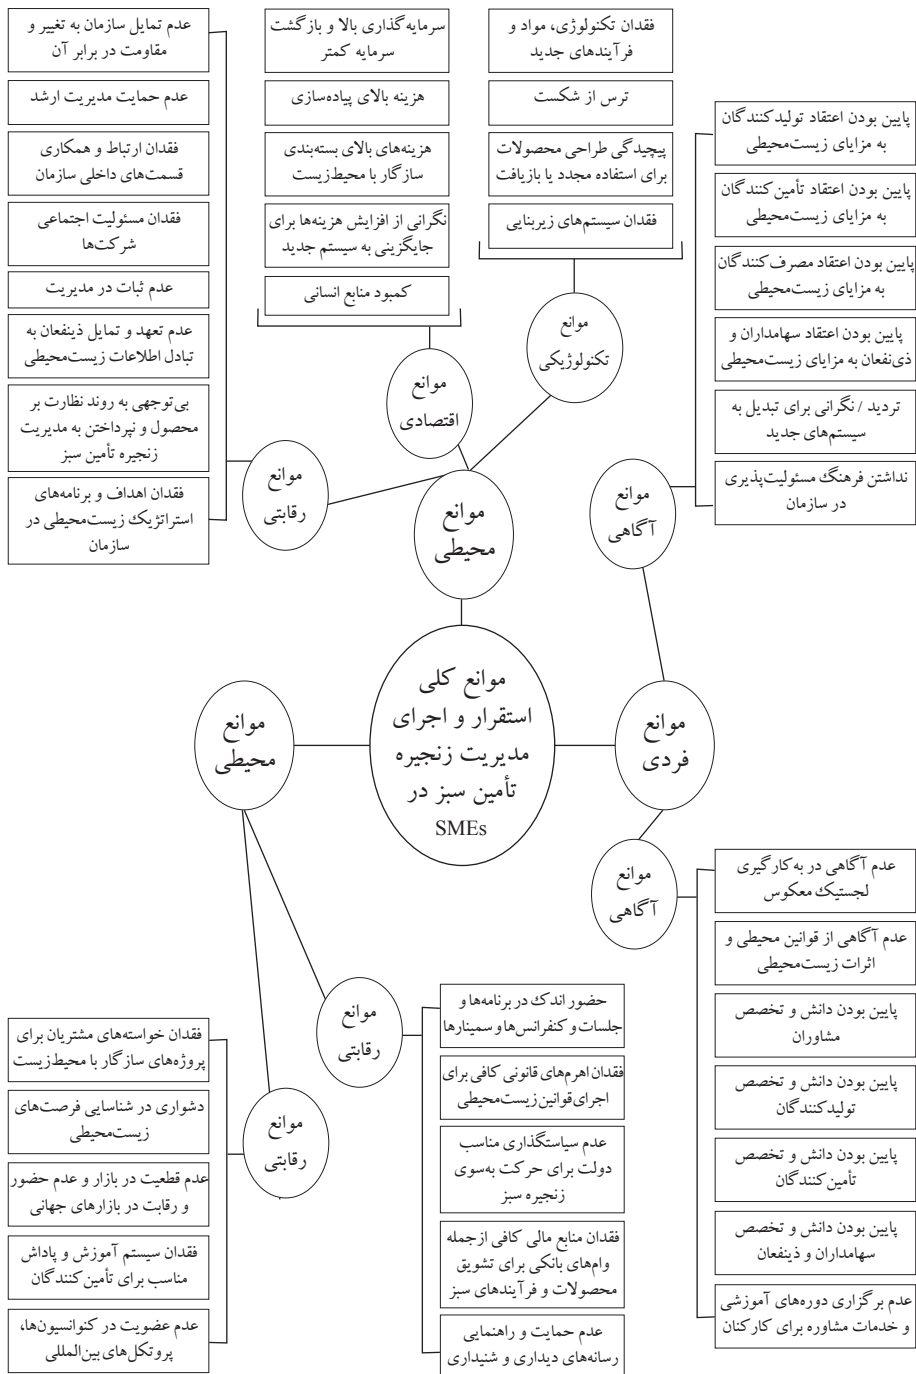 فقدان تکنولوژی، مواد و
فرآیندهای جدید
ترس از شکست
پیچیدگی طراحی محصولات
برای استفاده مجدد یا بازیافت
فقدان سیستم‌های زیربنایی
موانع
تکنولوژیکی
سرمایه‌گذاری بالا و بازگشت
سرمایه کمتر
هزینه بالای پیاده‌سازی
هزینه‌های بالای بسته‌بندی
سازگار با محیط‌زیست
نگرانی از افزایش هزینه‌ها برای
جایگزینی به سیستم جدید
کمبود منابع انسانی
موانع
اقتصادی
عدم تمایل سازمان به تغییر و
مقاومت در برابر آن
عدم حمایت مدیریت ارشد
فقدان ارتباط و همکاری
قسمت‌های داخلی سازمان
فقدان مسئولیت اجتماعی
شرکت‌ها
عدم ثبات در مدیریت
عدم تعهد و تمایل ذینفعان به
تبادل اطلاعات زیست‌محیطی
بی‌توجهی به روند نظارت بر
محصول و نپرداختن به مدیریت
زنجیره تأمین سبز
فقدان اهداف و برنامه‌های
استراتژیک زیست‌محیطی در
سازمان
موانع
رقابتی
موانع
محیطی
پایین بودن اعتقاد تولیدکنندگان
به مزایای زیست‌محیطی
پایین بودن اعتقاد تأمین‌کنندگان
به مزایای زیست‌محیطی
پایین بودن اعتقاد مصرف‌کنندگان
به مزایای زیست‌محیطی
پایین بودن اعتقاد سهامداران و
ذی‌نفعان به مزایای زیست‌محیطی
تردید / نگرانی برای تبدیل به
سیستم‌های جدید
نداشتن فرهنگ مسئولیت‌پذیری
در سازمان
موانع
آگاهی
موانع
فردی
موانع کلی
استقرار و اجرای
مدیریت زنجیره
تأمین سبز در
SMEs
موانع
محیطی
موانع
آگاهی
عدم آگاهی در به‌کارگیری
لجستیک معکوس
عدم آگاهی از قوانین محیطی و
اثرات زیست‌محیطی
پایین بودن دانش و تخصص
مشاوران
پایین بودن دانش و تخصص
تولیدکنندگان
پایین بودن دانش و تخصص
تأمین‌کنندگان
پایین بودن دانش و تخصص
سهامداران و ذینفعان
عدم برگزاری دوره‌های آموزشی
و خدمات مشاوره برای کارکنان
موانع
رقابتی
حضور اندک در برنامه‌ها و
جلسات و کنفرانس‌ها و سمینارها
فقدان اهرم‌های قانونی کافی برای
اجرای قوانین زیست‌محیطی
عدم سیاستگذاری مناسب
دولت برای حرکت به‌سوی
زنجیره سبز
فقدان منابع مالی کافی ازجمله
وام‌های بانکی برای تشویق
محصولات و فرآیندهای سبز
عدم حمایت و راهنمایی
رسانه‌های دیداری و شنیداری
موانع
رقابتی
فقدان خواسته‌های مشتریان برای
پروژه‌های سازگار با محیط‌زیست
دشواری در شناسایی فرصت‌های
زیست‌محیطی
عدم قطعیت در بازار و عدم حضور
و رقابت در بازارهای جهانی
فقدان سیستم آموزش و پاداش
مناسب برای تأمین‌کنندگان
عدم عضویت در کنوانسیون‌ها،
پروتکل‌های بین‌المللی